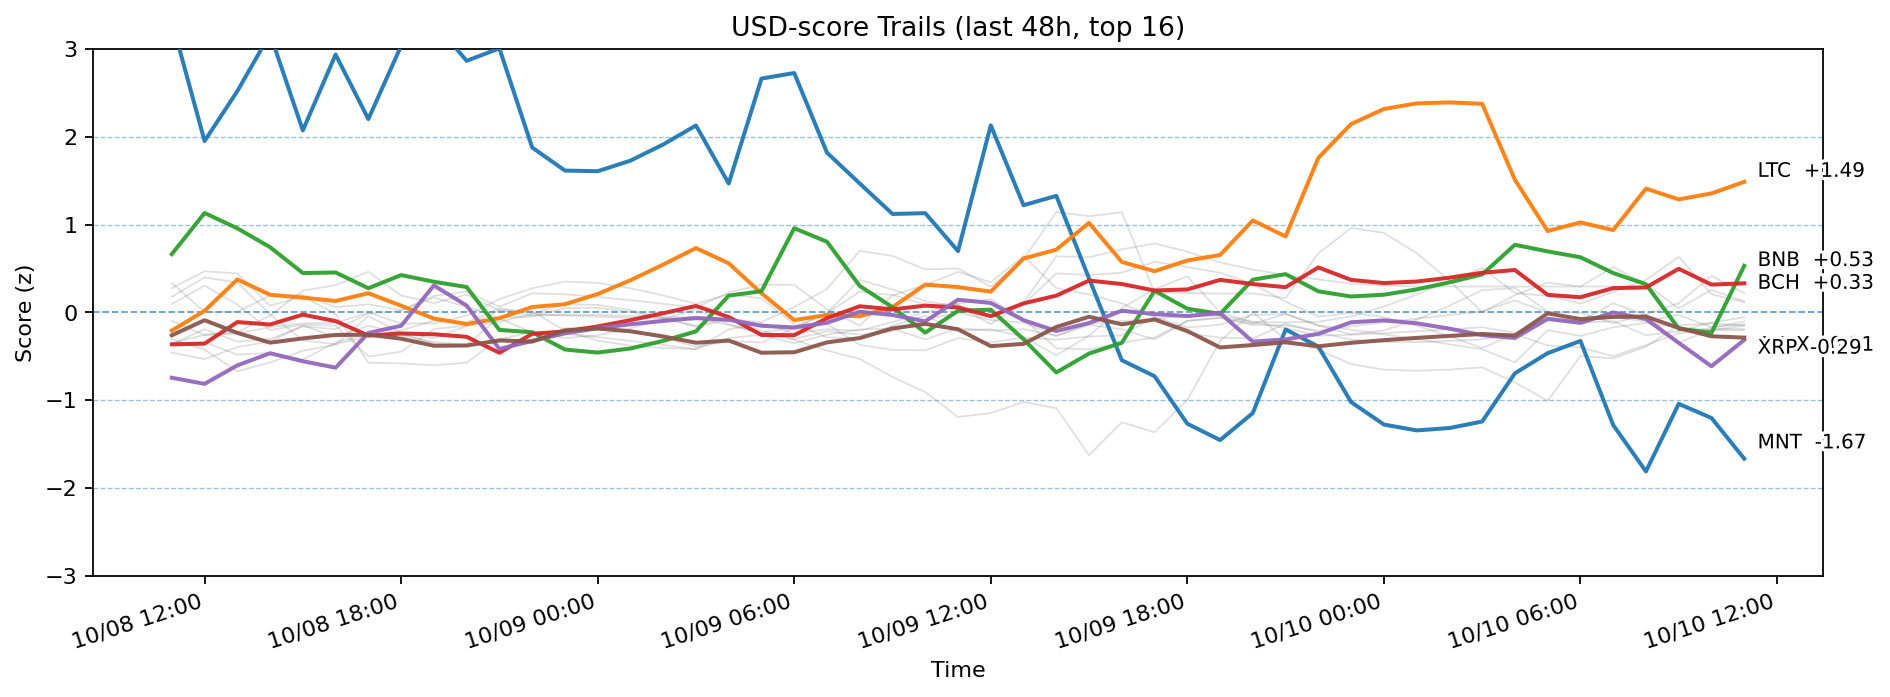 USD-score Trails (last 48h, top 16)
Score (z)
3
2
1
0
−1
−2
−3
LTC +1.49
BNB +0.53
BCH +0.33
XRP -0.29
MNT -1.67
10/08 12:00
10/08 18:00
10/09 00:00
10/09 06:00
10/09 12:00
10/09 18:00
10/10 00:00
10/10 06:00
10/10 12:00
Time